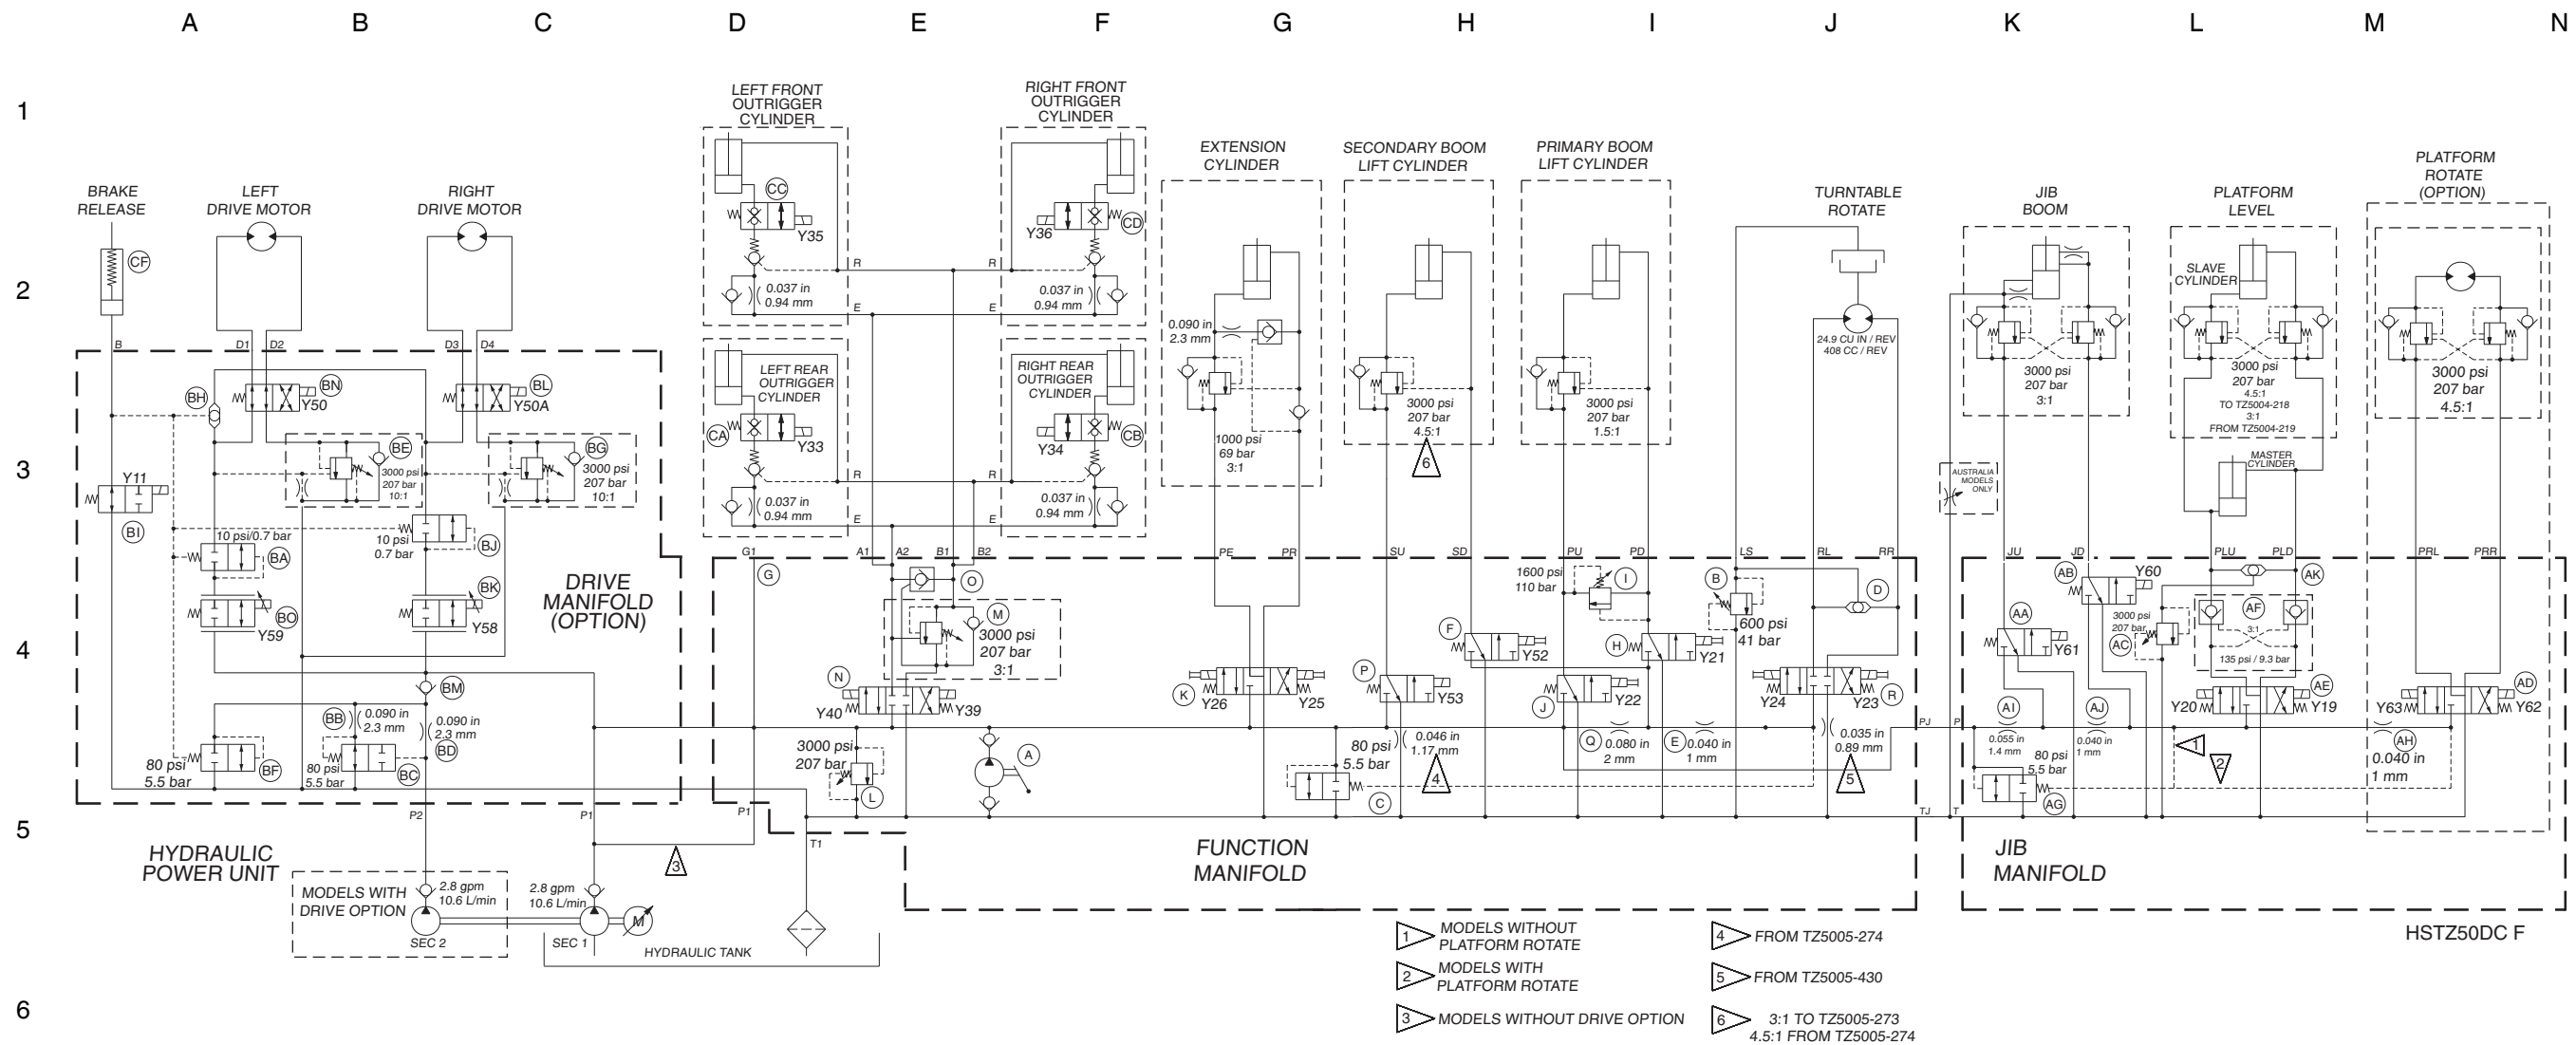 A B C D E F G H I J K L M N
1
2
3
4
5
6
BRAKE
RELEASE
LEFT
DRIVE MOTOR
RIGHT
DRIVE MOTOR
LEFT FRONT
OUTRIGGER
CYLINDER
RIGHT FRONT
OUTRIGGER
CYLINDER
EXTENSION
CYLINDER
SECONDARY BOOM
LIFT CYLINDER
PRIMARY BOOM
LIFT CYLINDER
TURNTABLE
ROTATE
JIB
BOOM
PLATFORM
LEVEL
PLATFORM
ROTATE
(OPTION)
CF
B
D1
D2
D3
D4
BH
BN
Y50
BL
Y50A
BE
3000 psi
207 bar
10:1
BG
3000 psi
207 bar
10:1
Y11
BI
10 psi/0.7 bar
BA
10 psi
0.7 bar
BJ
BO
Y59
BK
Y58
DRIVE
MANIFOLD
(OPTION)
BM
BB
0.090 in
2.3 mm
0.090 in
2.3 mm
BD
80 psi
5.5 bar
BF
80 psi
5.5 bar
BC
P2
P1
HYDRAULIC
POWER UNIT
MODELS WITH
DRIVE OPTION
2.8 gpm
10.6 L/min
SEC 2
2.8 gpm
10.6 L/min
SEC 1
M
HYDRAULIC TANK
3
P1
T1
CC
Y35
0.037 in
0.94 mm
CD
Y36
0.037 in
0.94 mm
R
R
E
E
LEFT REAR
OUTRIGGER
CYLINDER
CA
Y33
0.037 in
0.94 mm
RIGHT REAR
OUTRIGGER
CYLINDER
CB
Y34
0.037 in
0.94 mm
R
R
E
E
G1
A1
A2
B1
B2
G
O
M
3000 psi
207 bar
3:1
N
Y40
Y39
3000 psi
207 bar
L
A
0.090 in
2.3 mm
1000 psi
69 bar
3:1
PE
PR
K
Y26
Y25
80 psi
5.5 bar
C
3000 psi
207 bar
4.5:1
6
SU
SD
F
Y52
P
Y53
0.046 in
1.17 mm
4
3000 psi
207 bar
1.5:1
PU
PD
1600 psi
110 bar
I
H
Y21
J
Y22
Q
0.080 in
2 mm
E
0.040 in
1 mm
24.9 CU IN / REV
408 CC / REV
LS
RL
RR
B
600 psi
41 bar
D
Y24
Y23
R
0.035 in
0.89 mm
5
FUNCTION
MANIFOLD
PJ
P
TJ
T
AUSTRALIA
MODELS
ONLY
3000 psi
207 bar
3:1
JU
JD
AA
Y61
AB
Y60
AI
0.055 in
1.4 mm
AJ
0.040 in
1 mm
80 psi
5.5 bar
AG
SLAVE
CYLINDER
3000 psi
207 bar
4.5:1
TO TZ5004-218
3:1
FROM TZ5004-219
MASTER
CYLINDER
PLU
PLD
AK
3000 psi
207 bar
AC
AF
3:1
135 psi / 9.3 bar
Y20
Y19
AE
1
2
3000 psi
207 bar
4.5:1
PRL
PRR
Y63
Y62
AD
AH
0.040 in
1 mm
JIB
MANIFOLD
HSTZ50DC F
1 MODELS WITHOUT
PLATFORM ROTATE
2 MODELS WITH
PLATFORM ROTATE
3 MODELS WITHOUT DRIVE OPTION
4 FROM TZ5005-274
5 FROM TZ5005-430
6 3:1 TO TZ5005-273
4.5:1 FROM TZ5005-274